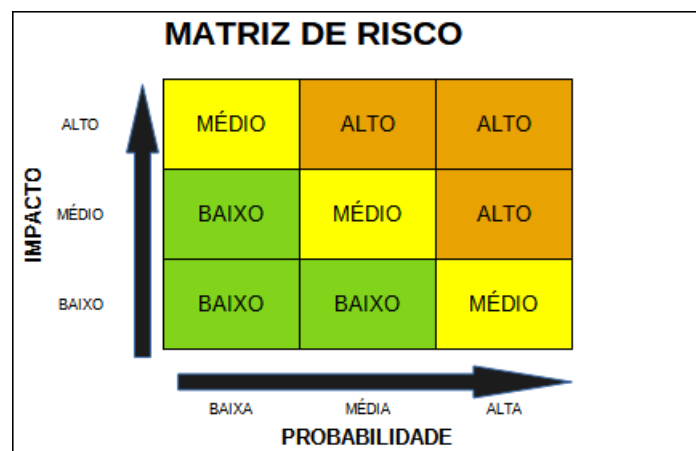 MATRIZ DE RISCO
ALTO MÉDIO ALTO ALTO
IMPACTO
MÉDIO BAIXO MÉDIO ALTO
BAIXO BAIXO BAIXO MÉDIO
BAIXA MÉDIA ALTA
PROBABILIDADE